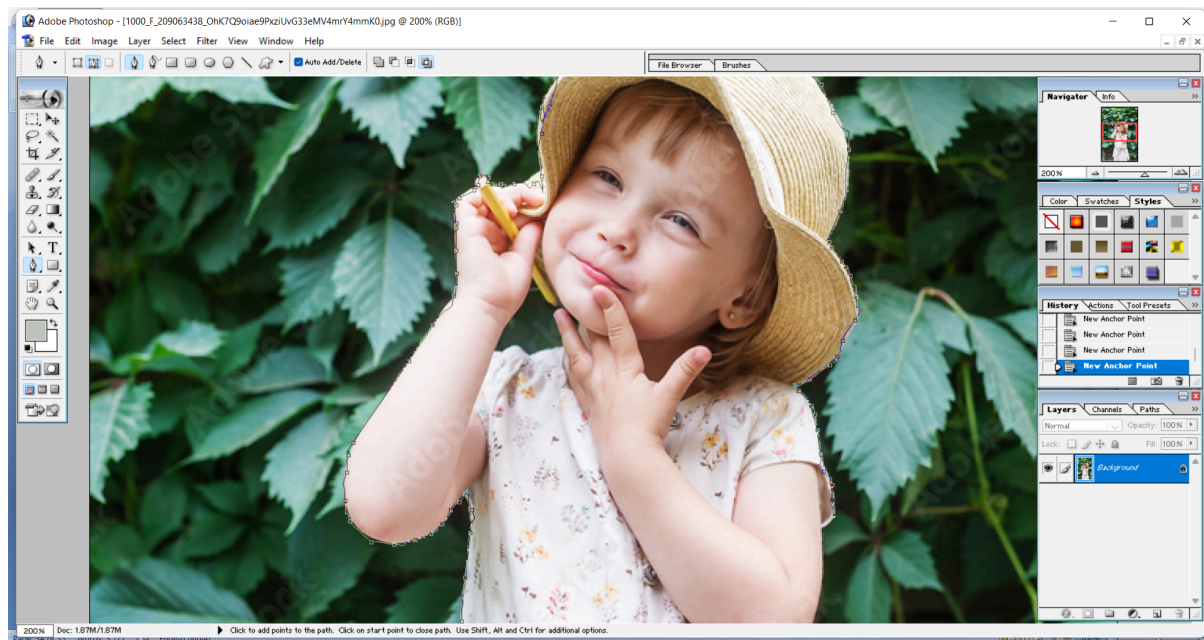 Adobe Photoshop - [1000_F_209063438_OhK7Q9oiae9PxziUvG33eMV4mrY4mmK0.jpg @ 200% (RGB)]
File Edit Image Layer Select Filter View Window Help
Auto Add/Delete
File Browser Brushes
Navigator Info
200%
Color Swatches Styles
History Actions Tool Presets
New Anchor Point
New Anchor Point
New Anchor Point
New Anchor Point
Layers Channels Paths
Normal Opacity: 100%
Lock: Fill: 100%
Background
200% Doc: 1.87M/1.87M Click to add points to the path. Click on start point to close path. Use Shift, Alt and Ctrl for additional options.